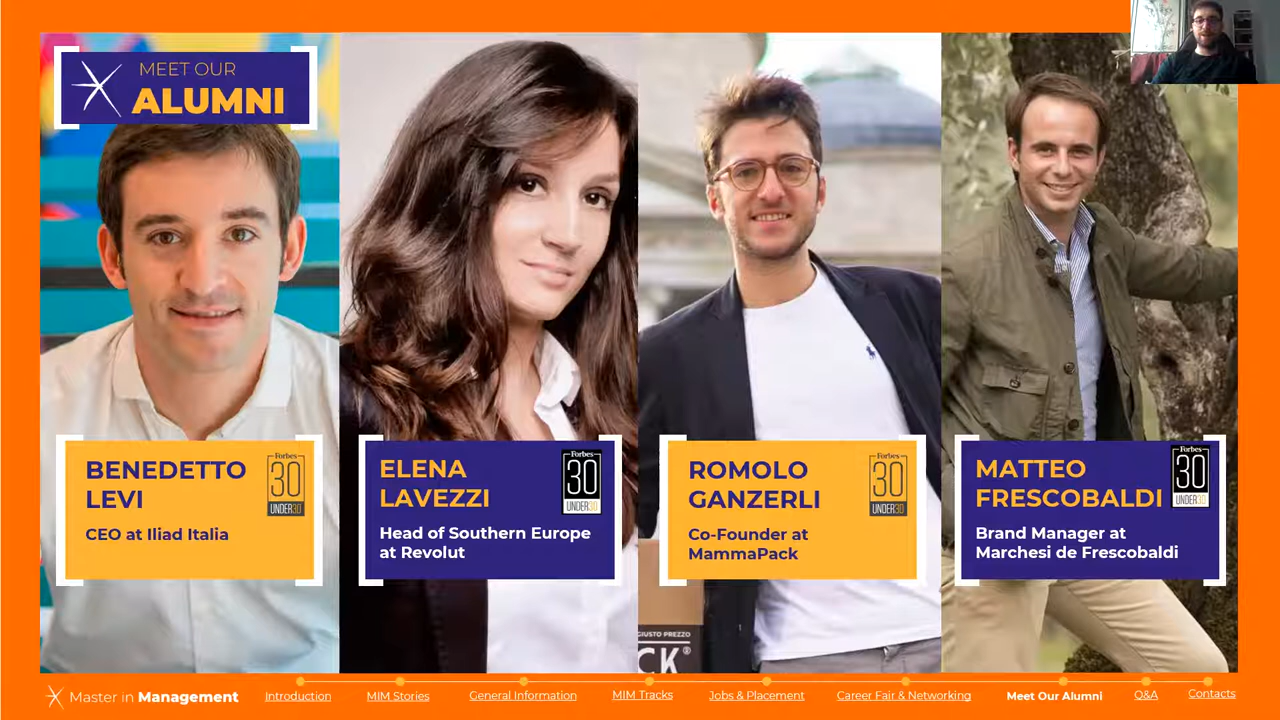 MEET OUR
ALUMNI
BENEDETTO
LEVI
CEO at Iliad Italia
Forbes
30
UNDER30
ELENA
LAVEZZI
Head of Southern Europe
at Revolut
Forbes
30
UNDER30
ROMOLO
GANZERLI
Co-Founder at
MammaPack
Forbes
30
UNDER30
MATTEO
FRESCOBALDI
Brand Manager at
Marchesi de Frescobaldi
Forbes
30
UNDER30
GIUSTO PREZZO
CK®
Master in Management
Introduction
MIM Stories
General Information
MIM Tracks
Jobs & Placement
Career Fair & Networking
Meet Our Alumni
Q&A
Contacts